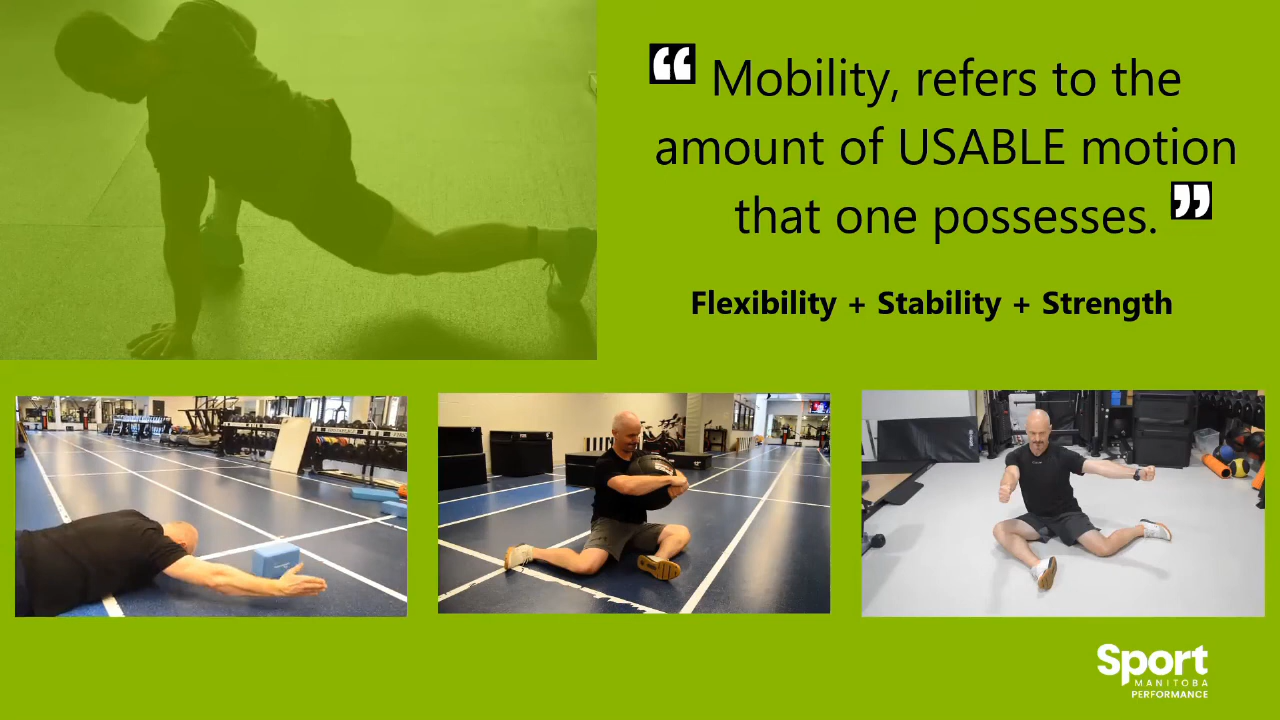 “ Mobility, refers to the
amount of USABLE motion
that one possesses. ”
Flexibility + Stability + Strength
Sport
MANITOBA
PERFORMANCE